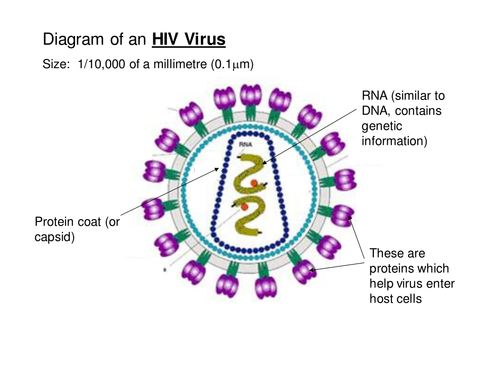 Diagram of an HIV Virus
Size: 1/10,000 of a millimetre (0.1μm)
RNA (similar to
DNA, contains
genetic
information)
RNA
Protein coat (or
capsid)
These are
proteins which
help virus enter
host cells